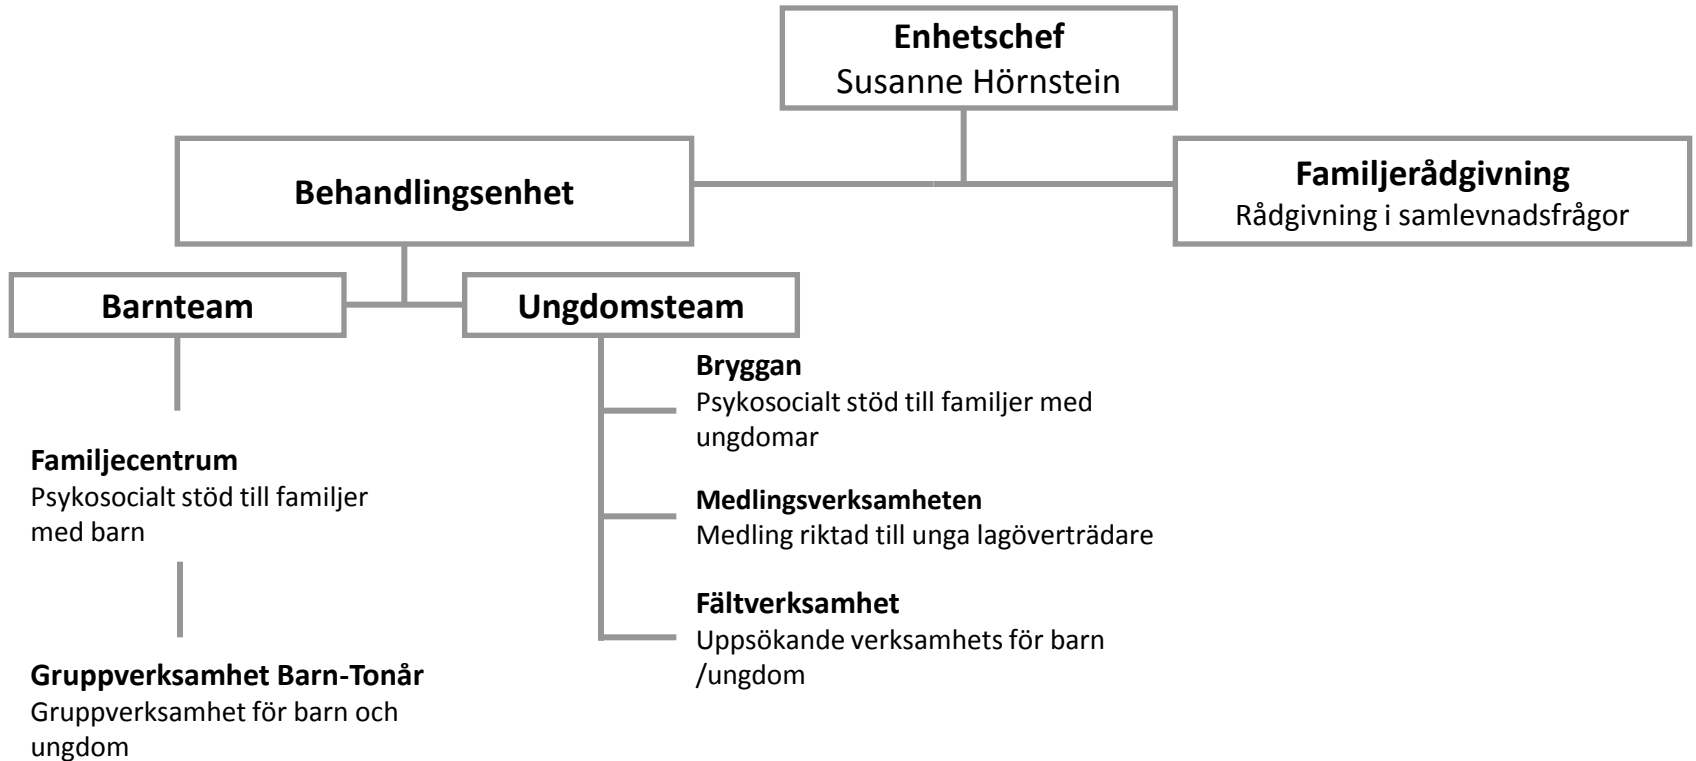 Enhetschef
Susanne Hörnstein
Behandlingsenhet
Familjerådgivning
Rådgivning i samlevnadsfrågor
Barnteam
Ungdomsteam
Familjecentrum
Psykosocialt stöd till familjer
med barn
Gruppverksamhet Barn-Tonår
Gruppverksamhet för barn och
ungdom
Bryggan
Psykosocialt stöd till familjer med
ungdomar
Medlingsverksamheten
Medling riktad till unga lagöverträdare
Fältverksamhet
Uppsökande verksamhets för barn
/ungdom